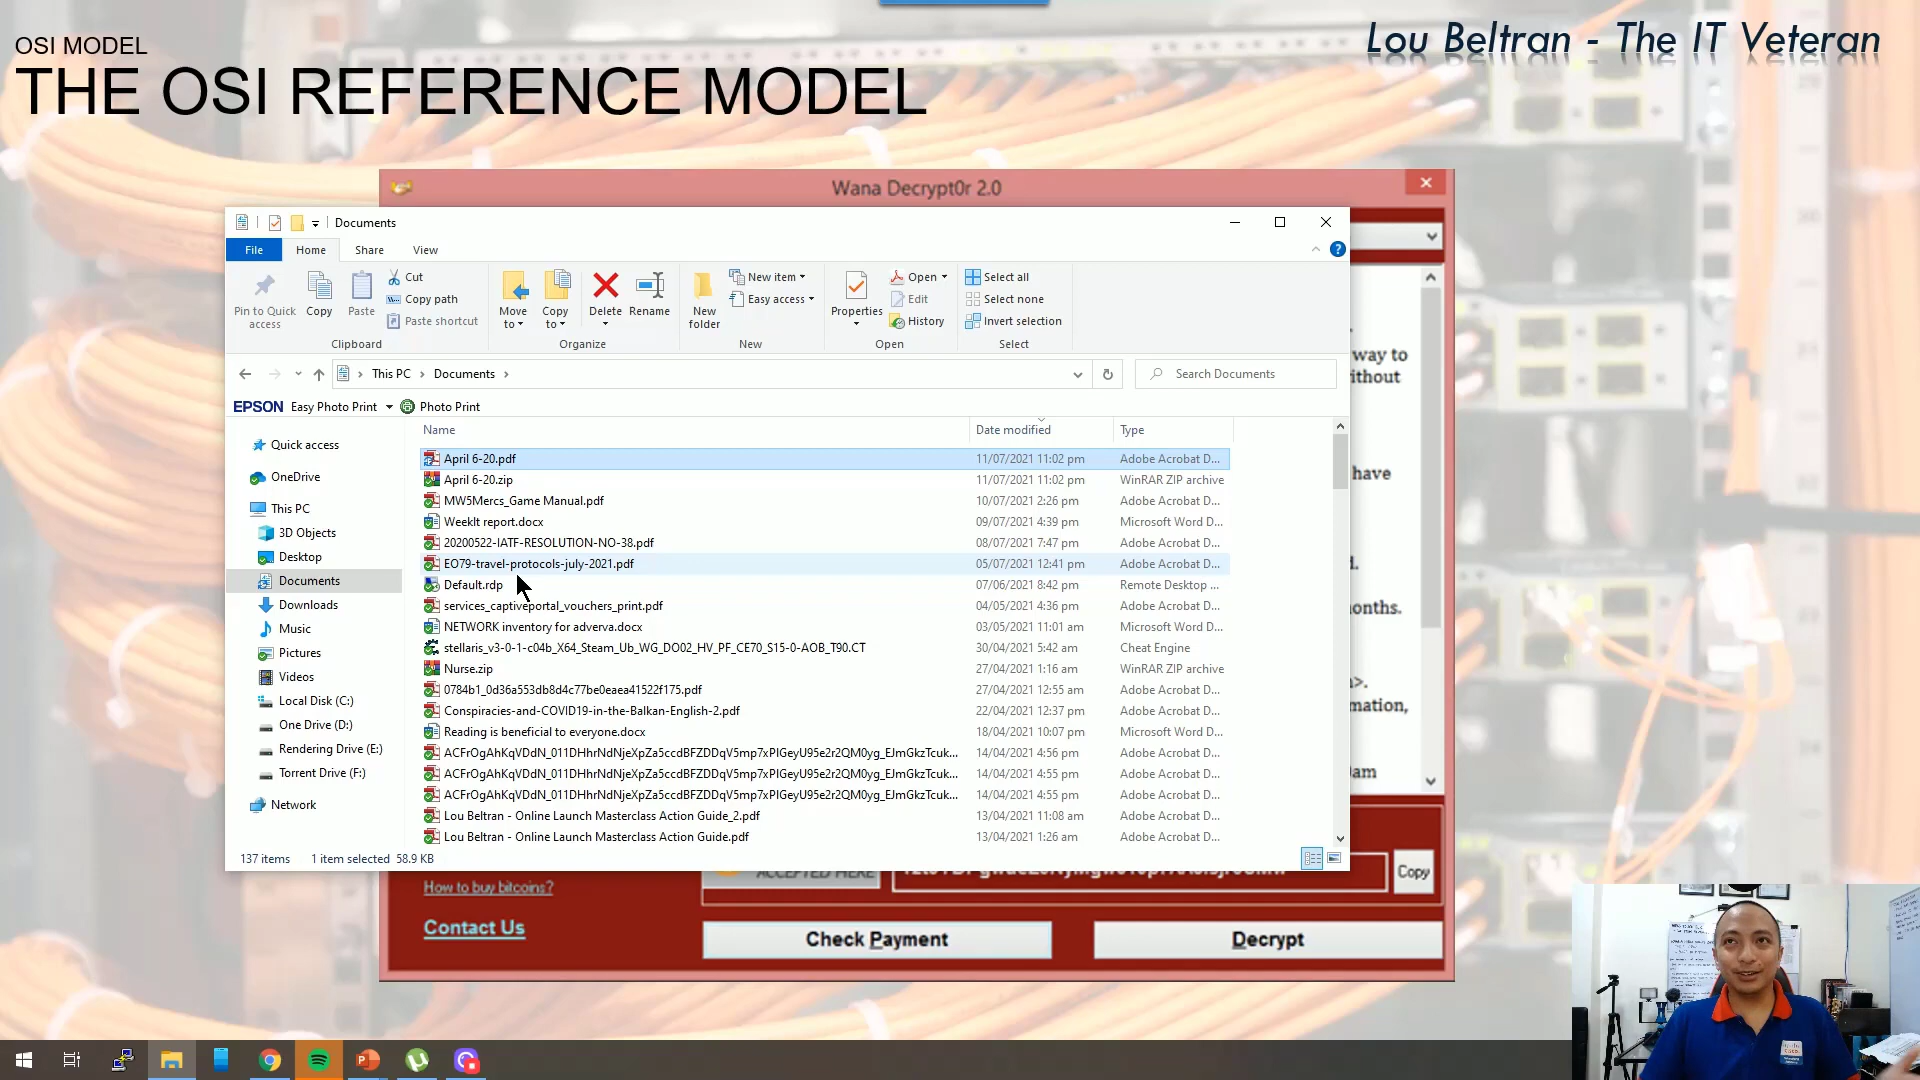 OSI MODEL
Lou Beltran - The IT Veteran
THE OSI REFERENCE MODEL
Wana Decrypt0r 2.0
Documents
File Home Share View
Pin to Quick access
Copy
Paste
Cut
Copy path
Paste shortcut
Move to
Copy to
Delete
Rename
New folder
New item
Easy access
Properties
Open
Edit
History
Select all
Select none
Invert selection
Clipboard Organize New Open Select
This PC > Documents >
Search Documents
EPSON Easy Photo Print Photo Print
Name Date modified Type
Quick access
OneDrive
This PC
3D Objects
Desktop
Documents
Downloads
Music
Pictures
Videos
Local Disk (C:)
One Drive (D:)
Rendering Drive (E:)
Torrent Drive (F:)
Network
April 6-20.pdf 11/07/2021 11:02 pm Adobe Acrobat D...
April 6-20.zip 11/07/2021 11:02 pm WinRAR ZIP archive
MW5Mercs_Game Manual.pdf 10/07/2021 2:26 pm Adobe Acrobat D...
Weeklt report.docx 09/07/2021 4:39 pm Microsoft Word D...
20200522-IATF-RESOLUTION-NO-38.pdf 08/07/2021 7:47 pm Adobe Acrobat D...
EO79-travel-protocols-july-2021.pdf 05/07/2021 12:41 pm Adobe Acrobat D...
Default.rdp 07/06/2021 8:42 pm Remote Desktop ...
services_captiveportal_vouchers_print.pdf 04/05/2021 4:36 pm Adobe Acrobat D...
NETWORK inventory for adverva.docx 03/05/2021 11:01 am Microsoft Word D...
stellaris_v3-0-1-c04b_X64_Steam_Ub_WG_DO02_HV_PF_CE70_S15-0-AOB_T90.CT 30/04/2021 5:42 am Cheat Engine
Nurse.zip 27/04/2021 1:16 am WinRAR ZIP archive
0784b1_0d36a553db8d4c77be0eaea41522f175.pdf 27/04/2021 12:55 am Adobe Acrobat D...
Conspiracies-and-COVID19-in-the-Balkan-English-2.pdf 22/04/2021 12:37 pm Adobe Acrobat D...
Reading is beneficial to everyone.docx 18/04/2021 10:07 pm Microsoft Word D...
ACFrOgAhKqVDdN_011DHhrNdNjeXpZa5ccdBFZDDqV5mp7xPIGeyU95e2r2QM0yg_EJmGkzTcuk... 14/04/2021 4:56 pm Adobe Acrobat D...
ACFrOgAhKqVDdN_011DHhrNdNjeXpZa5ccdBFZDDqV5mp7xPIGeyU95e2r2QM0yg_EJmGkzTcuk... 14/04/2021 4:55 pm Adobe Acrobat D...
ACFrOgAhKqVDdN_011DHhrNdNjeXpZa5ccdBFZDDqV5mp7xPIGeyU95e2r2QM0yg_EJmGkzTcuk... 14/04/2021 4:55 pm Adobe Acrobat D...
Lou Beltran - Online Launch Masterclass Action Guide_2.pdf 13/04/2021 11:08 am Adobe Acrobat D...
Lou Beltran - Online Launch Masterclass Action Guide.pdf 13/04/2021 1:26 am Adobe Acrobat D...
137 items 1 item selected 58.9 KB
way to
ithout
have
d.
onths.
>.
mation,
am
ACCEPTED HERE
Copy
How to buy bitcoins?
Contact Us
Check Payment
Decrypt